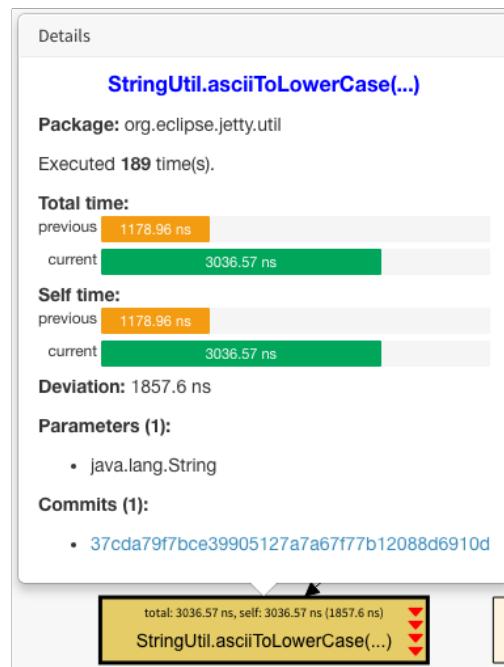 Details
StringUtil.asciiToLowerCase(...)
Package: org.eclipse.jetty.util
Executed 189 time(s).
Total time:
previous 1178.96 ns
current 3036.57 ns
Self time:
previous 1178.96 ns
current 3036.57 ns
Deviation: 1857.6 ns
Parameters (1):
• java.lang.String
Commits (1):
• 37cda79f7bce39905127a7a67f77b12088d6910d
total: 3036.57 ns, self: 3036.57 ns (1857.6 ns)
StringUtil.asciiToLowerCase(...)